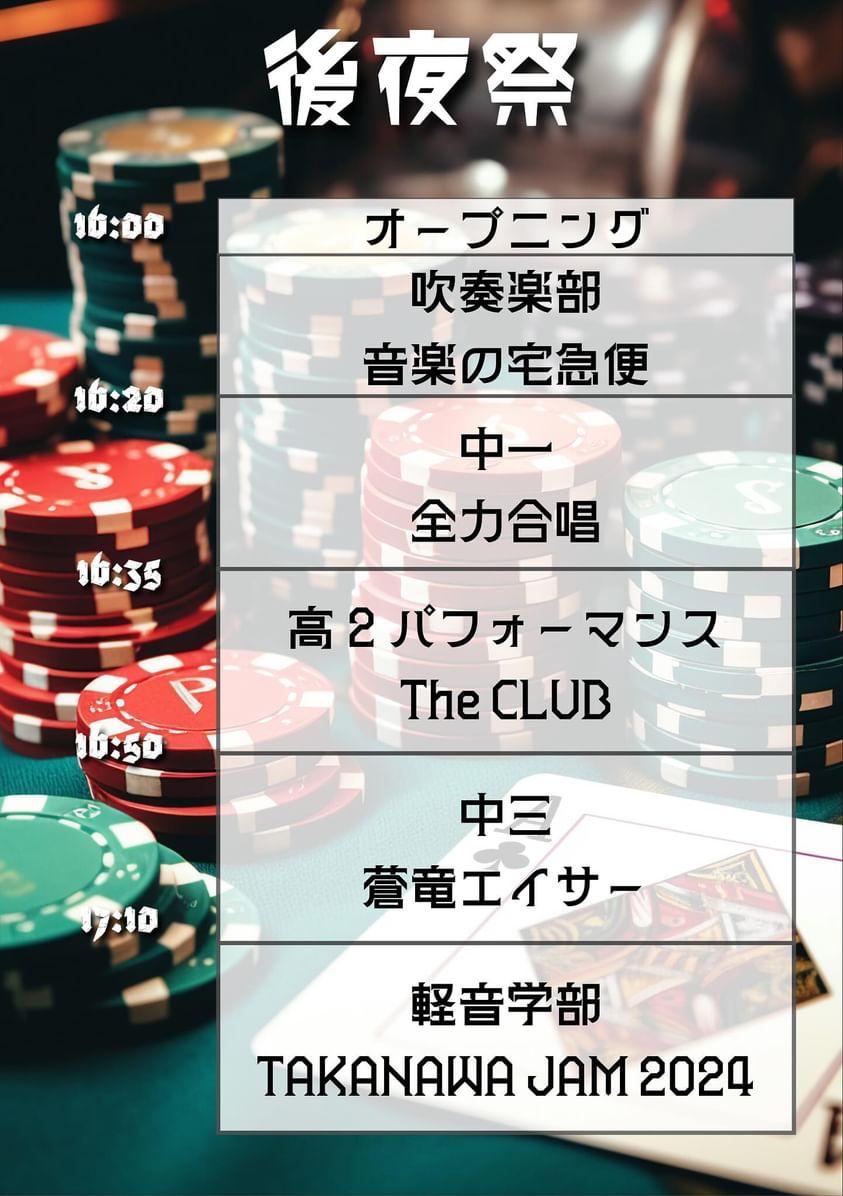 後夜祭
16:00
オープニング
吹奏楽部
音楽の宅急便
16:20
中一
全力合唱
16:35
高2パフォーマンス
The CLUB
16:50
中三
蒼竜エイサー
17:10
軽音学部
TAKANAWA JAM 2024